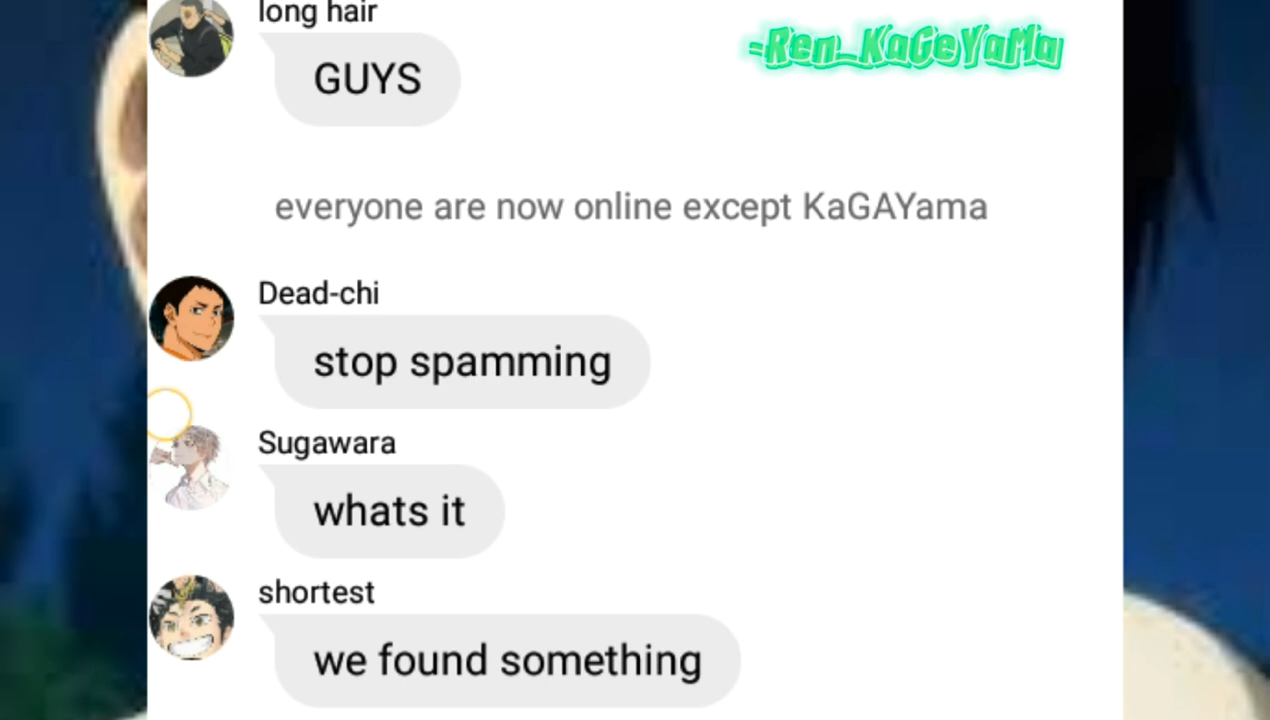 long hair
-Ren_KaGeYaMa
GUYS
everyone are now online except KaGAYama
Dead-chi
stop spamming
Sugawara
whats it
shortest
we found something